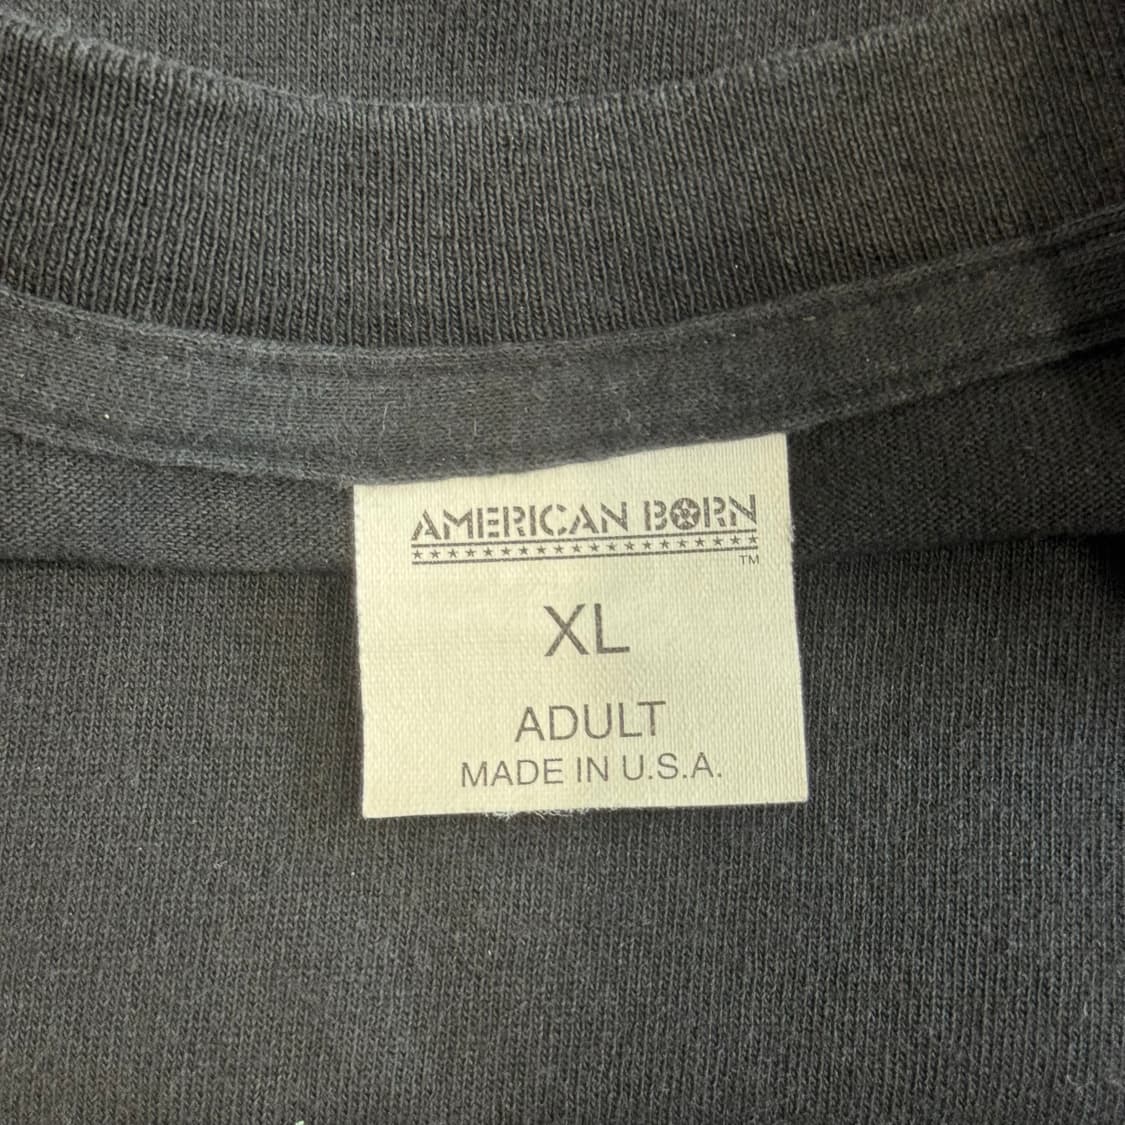 AMERICAN BORN
TM
XL
ADULT
MADE IN U.S.A.